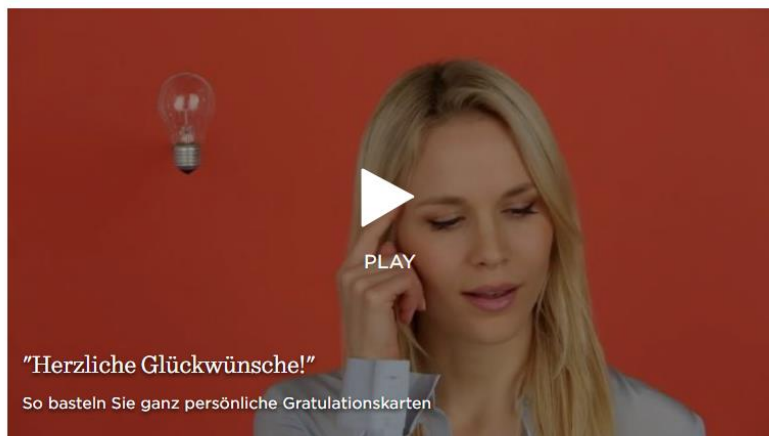 PLAY
"Herzliche Glückwünsche!"
So basteln Sie ganz persönliche Gratulationskarten